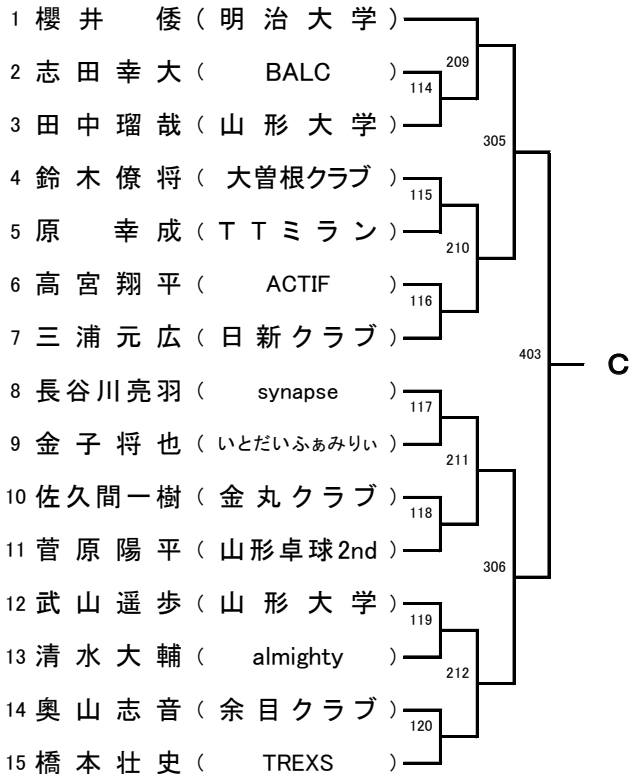 1 櫻井 倭 (明治大学)
209
2 志田幸大 (BALC)
114
3 田中瑠哉 (山形大学)
305
4 鈴木僚将 (大曽根クラブ)
115
5 原 幸成 (TTミラン)
210
6 高宮翔平 (ACTIF)
116
7 三浦元広 (日新クラブ)
403 C
8 長谷川亮羽 (synapse)
117
9 金子将也 (いとだいふぁみりぃ)
211
10 佐久間一樹 (金丸クラブ)
118
11 菅原陽平 (山形卓球2nd)
306
12 武山遥歩 (山形大学)
119
13 清水大輔 (almighty)
212
14 奥山志音 (余目クラブ)
120
15 橋本壮史 (TREXS)